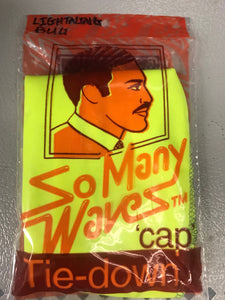 LIGHTNING
BUG
So Many
Waves™
'cap
Tie-down